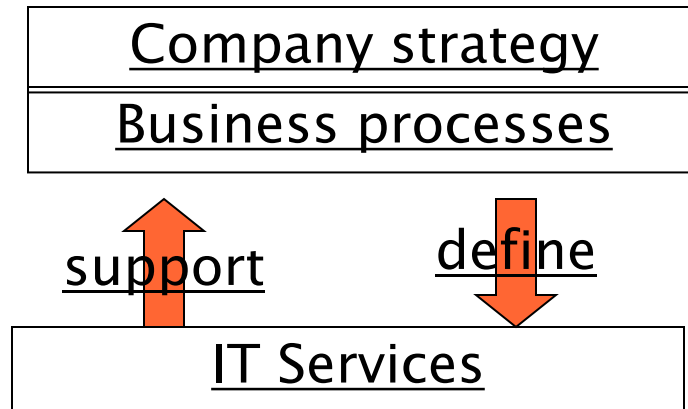 Company strategy
Business processes
support
define
IT Services